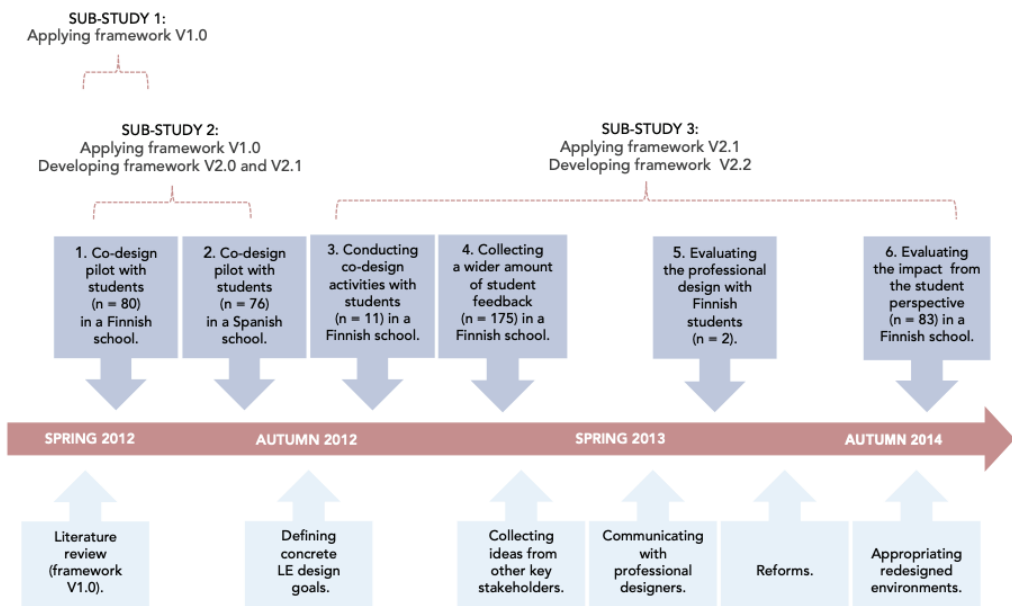 SUB-STUDY 1:
Applying framework V1.0
SUB-STUDY 2:
Applying framework V1.0
Developing framework V2.0 and V2.1
SUB-STUDY 3:
Applying framework V2.1
Developing framework  V2.2
1. Co-design
pilot with
students
(n = 80)
in a Finnish
school.
2. Co-design
pilot with
students
(n = 76)
in a Spanish
school.
3. Conducting
co-design
activities with
students
(n = 11) in a
Finnish school.
4. Collecting
a wider amount
of student
feedback
(n = 175) in a
Finnish school.
5. Evaluating
the professional
design with
Finnish
students
(n = 2).
6. Evaluating
the impact from
the student
perspective
(n = 83) in a
Finnish school.
SPRING 2012
AUTUMN 2012
SPRING 2013
AUTUMN 2014
Literature
review
(framework
V1.0).
Defining
concrete
LE design
goals.
Collecting
ideas from
other key
stakeholders.
Communicating
with
professional
designers.
Reforms.
Appropriating
redesigned
environments.